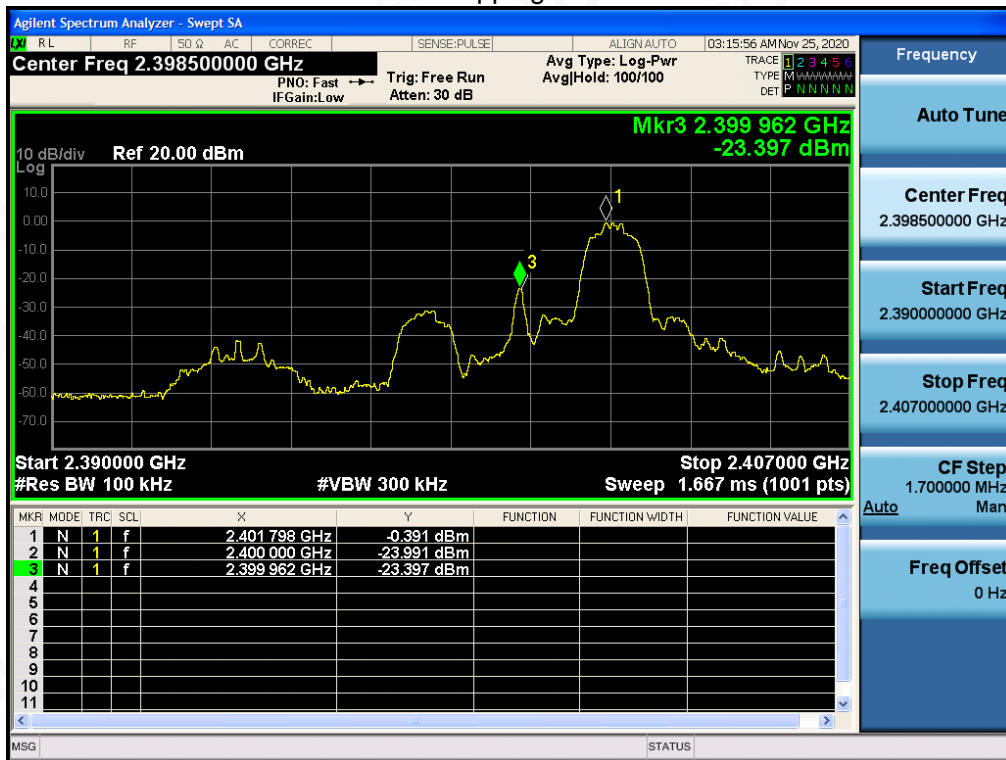 pping
Agilent Spectrum Analyzer - Swept SA
LXI RL RF 50 Ω AC CORREC SENSE:PULSE ALIGN AUTO 03:15:56 AM Nov 25, 2020
Center Freq 2.398500000 GHz
PNO: Fast
IFGain:Low
Trig: Free Run
Atten: 30 dB
Avg Type: Log-Pwr
Avg|Hold: 100/100
TRACE 1 2 3 4 5 6
TYPE M
DET P N N N N N
Mkr3 2.399 962 GHz
-23.397 dBm
10 dB/div Ref 20.00 dBm
Log
10.0
0.00
-10.0
-20.0
-30.0
-40.0
-50.0
-60.0
-70.0
1
3
Start 2.390000 GHz Stop 2.407000 GHz
#Res BW 100 kHz #VBW 300 kHz Sweep 1.667 ms (1001 pts)
MKR MODE TRC SCL X Y FUNCTION FUNCTION WIDTH FUNCTION VALUE
1 N 1 f 2.401 798 GHz -0.391 dBm
2 N 1 f 2.400 000 GHz -23.991 dBm
3 N 1 f 2.399 962 GHz -23.397 dBm
4
5
6
7
8
9
10
11
MSG STATUS
Frequency
Auto Tune
Center Freq
2.398500000 GHz
Start Freq
2.390000000 GHz
Stop Freq
2.407000000 GHz
CF Step
1.700000 MHz
Auto Man
Freq Offset
0 Hz